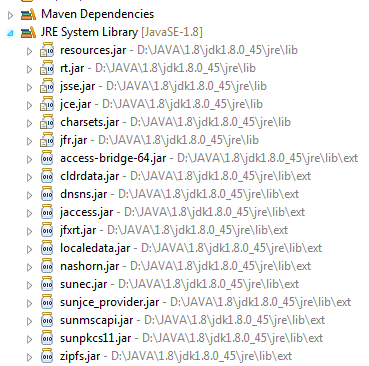 Maven Dependencies
JRE System Library [JavaSE-1.8]
resources.jar - D:\JAVA\1.8\jdk1.8.0_45\jre\lib
rt.jar - D:\JAVA\1.8\jdk1.8.0_45\jre\lib
jsse.jar - D:\JAVA\1.8\jdk1.8.0_45\jre\lib
jce.jar - D:\JAVA\1.8\jdk1.8.0_45\jre\lib
charsets.jar - D:\JAVA\1.8\jdk1.8.0_45\jre\lib
jfr.jar - D:\JAVA\1.8\jdk1.8.0_45\jre\lib
access-bridge-64.jar - D:\JAVA\1.8\jdk1.8.0_45\jre\lib\ext
cldrdata.jar - D:\JAVA\1.8\jdk1.8.0_45\jre\lib\ext
dnsns.jar - D:\JAVA\1.8\jdk1.8.0_45\jre\lib\ext
jaccess.jar - D:\JAVA\1.8\jdk1.8.0_45\jre\lib\ext
jfxrt.jar - D:\JAVA\1.8\jdk1.8.0_45\jre\lib\ext
localedata.jar - D:\JAVA\1.8\jdk1.8.0_45\jre\lib\ext
nashorn.jar - D:\JAVA\1.8\jdk1.8.0_45\jre\lib\ext
sunec.jar - D:\JAVA\1.8\jdk1.8.0_45\jre\lib\ext
sunjce_provider.jar - D:\JAVA\1.8\jdk1.8.0_45\jre\lib\ext
sunmscapi.jar - D:\JAVA\1.8\jdk1.8.0_45\jre\lib\ext
sunpkcs11.jar - D:\JAVA\1.8\jdk1.8.0_45\jre\lib\ext
zipfs.jar - D:\JAVA\1.8\jdk1.8.0_45\jre\lib\ext